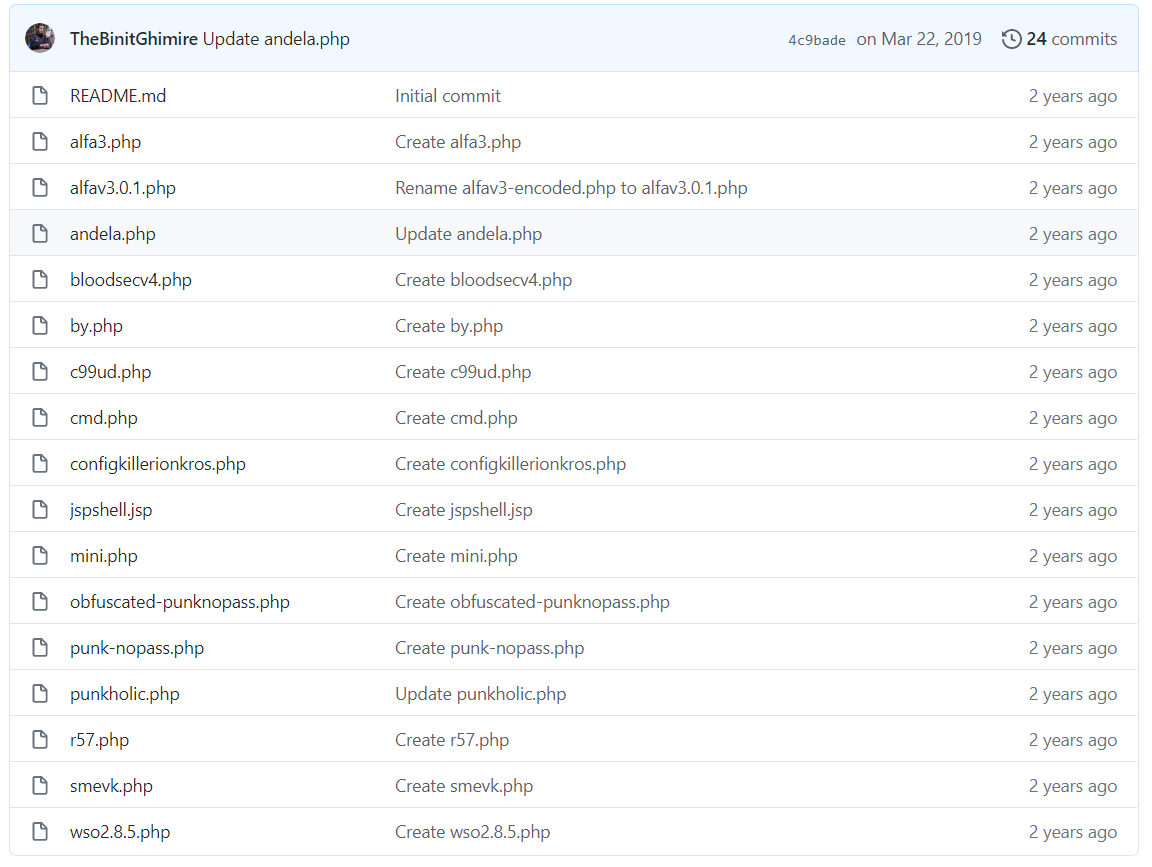 TheBinitGhimire Update andela.php 4c9bade on Mar 22, 2019 24 commits
README.md Initial commit 2 years ago
alfa3.php Create alfa3.php 2 years ago
alfav3.0.1.php Rename alfav3-encoded.php to alfav3.0.1.php 2 years ago
andela.php Update andela.php 2 years ago
bloodsecv4.php Create bloodsecv4.php 2 years ago
by.php Create by.php 2 years ago
c99ud.php Create c99ud.php 2 years ago
cmd.php Create cmd.php 2 years ago
configkillerionkros.php Create configkillerionkros.php 2 years ago
jspshell.jsp Create jspshell.jsp 2 years ago
mini.php Create mini.php 2 years ago
obfuscated-punknopass.php Create obfuscated-punknopass.php 2 years ago
punk-nopass.php Create punk-nopass.php 2 years ago
punkholic.php Update punkholic.php 2 years ago
r57.php Create r57.php 2 years ago
smevk.php Create smevk.php 2 years ago
wso2.8.5.php Create wso2.8.5.php 2 years ago